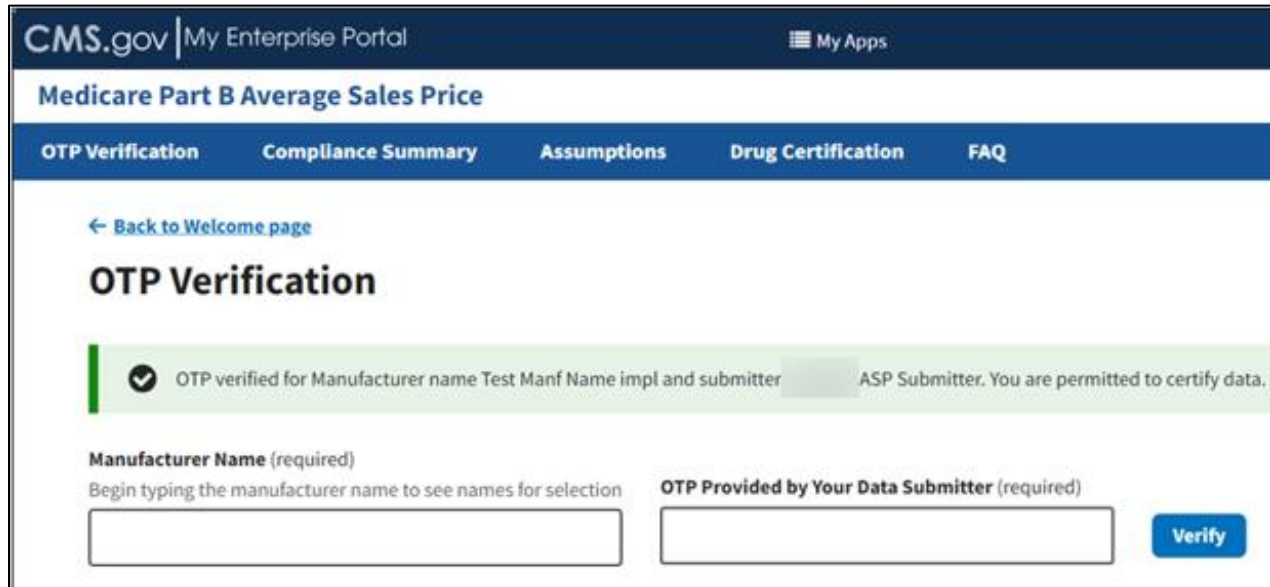 CMS.gov | My Enterprise Portal
My Apps
Medicare Part B Average Sales Price
OTP Verification Compliance Summary Assumptions Drug Certification FAQ
← Back to Welcome page
OTP Verification
OTP verified for Manufacturer name Test Manf Name impl and submitter ASP Submitter. You are permitted to certify data.
Manufacturer Name (required)
Begin typing the manufacturer name to see names for selection
OTP Provided by Your Data Submitter (required)
Verify